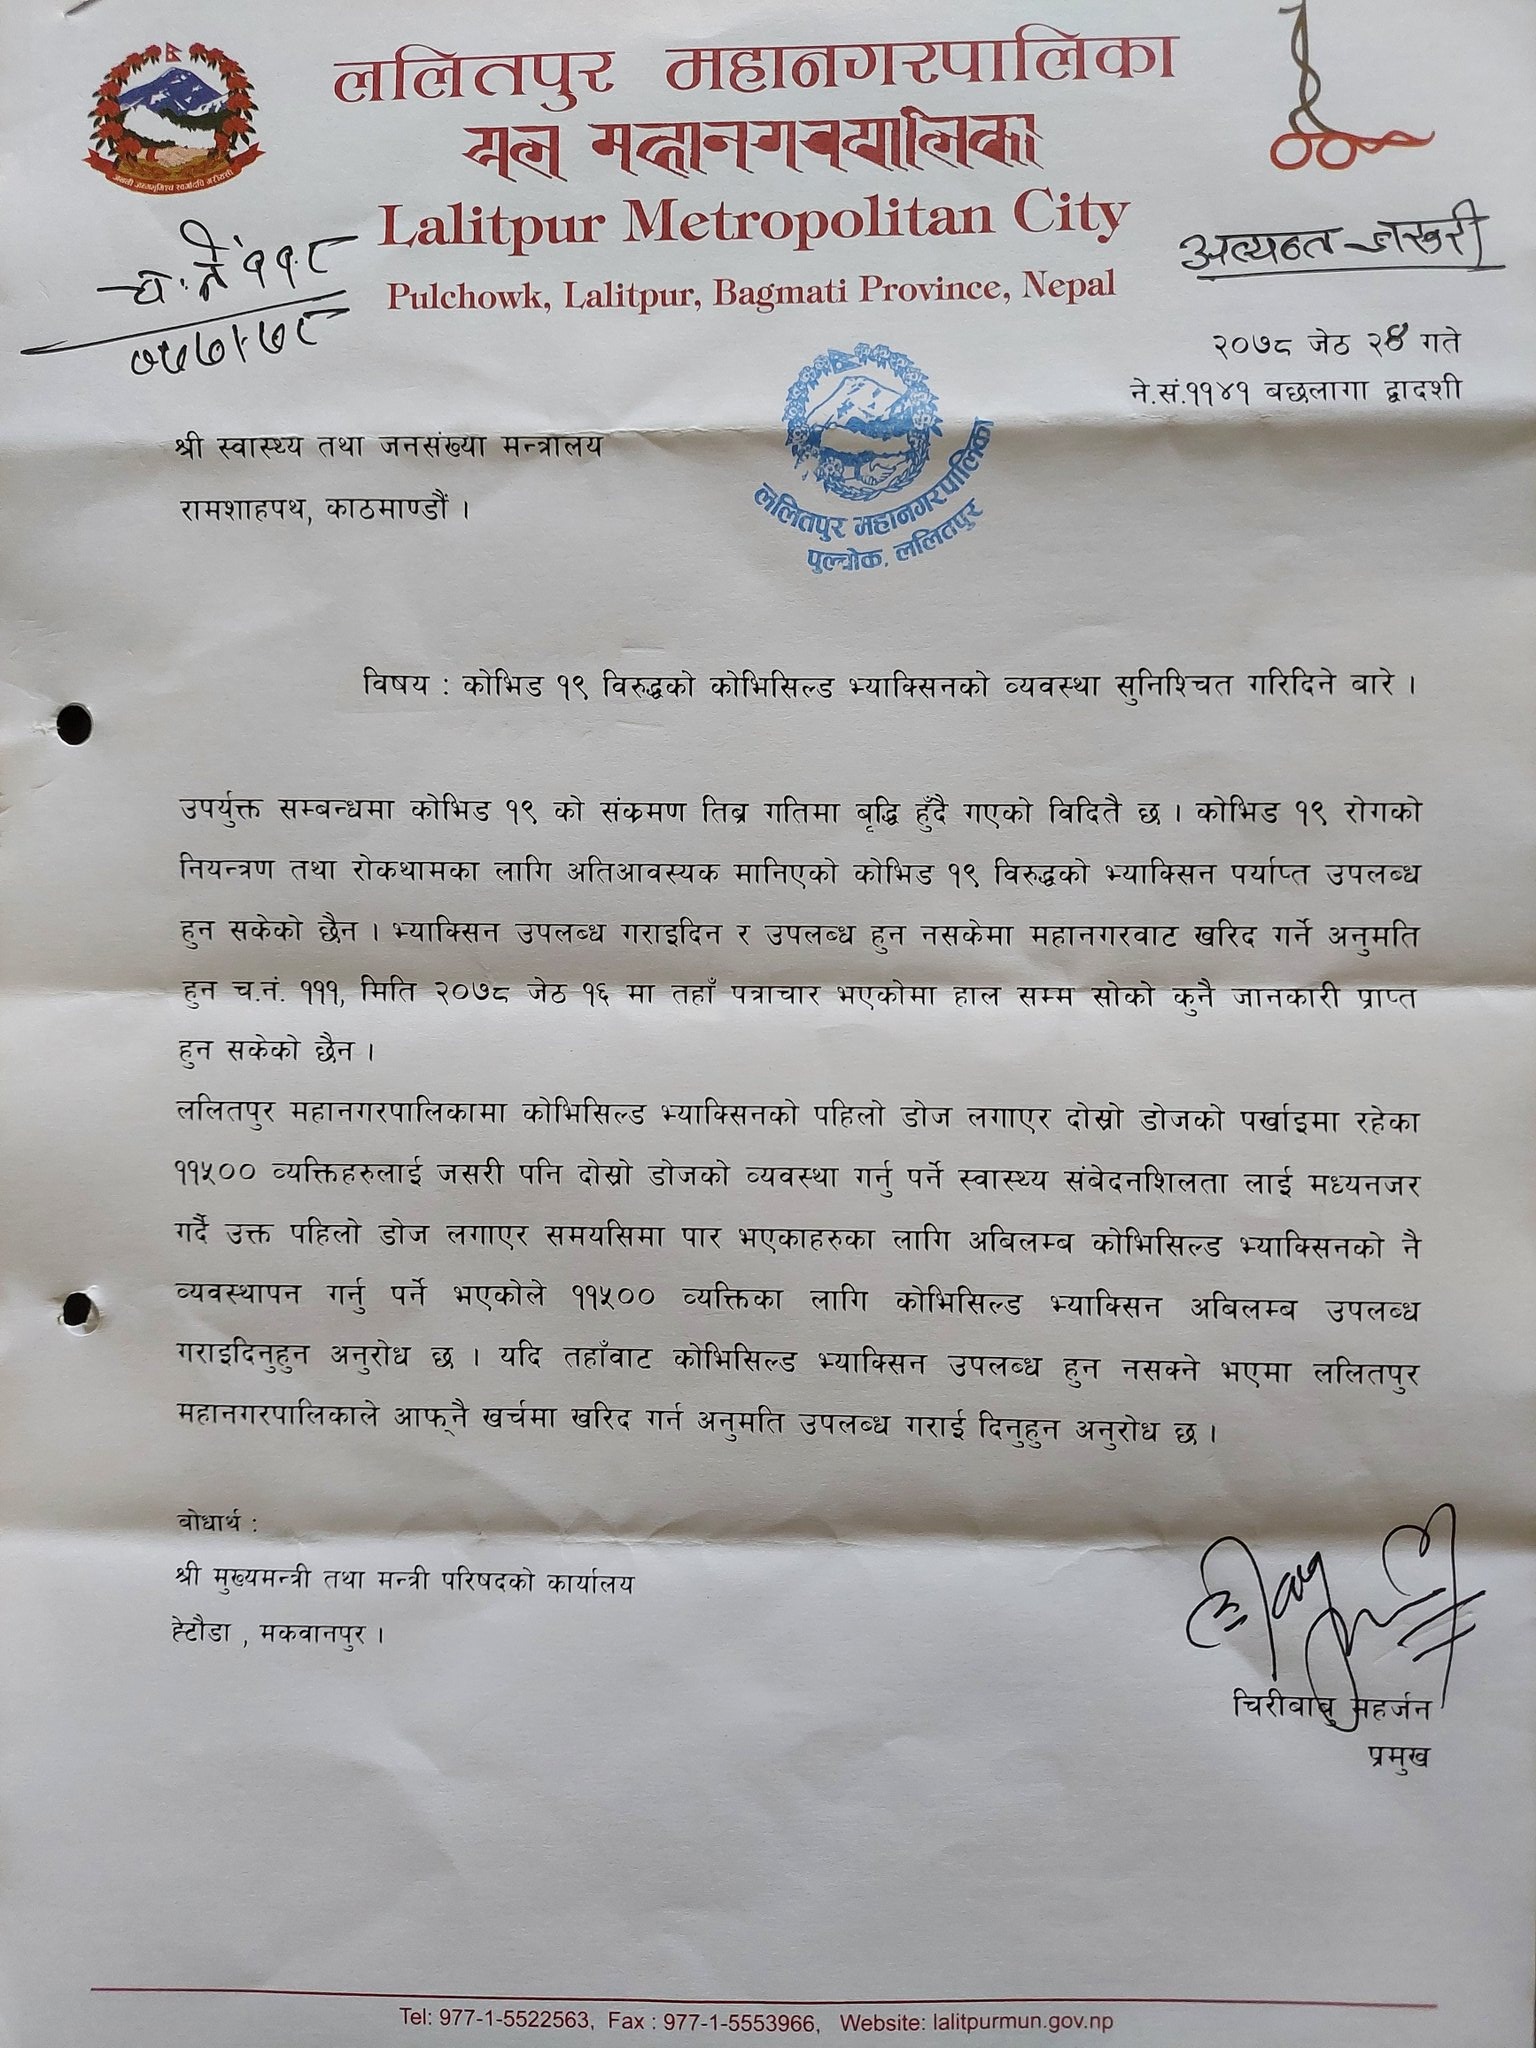 ललितपुर महानगरपालिका
Lalitpur Metropolitan City
Pulchowk, Lalitpur, Bagmati Province, Nepal
अत्यन्त जरुरी
२०७८ जेठ २४ गते
ने.सं.११४१ बछलागा द्वादशी
श्री स्वास्थ्य तथा जनसंख्या मन्त्रालय
रामशाहपथ, काठमाण्डौं ।
ललितपुर महानगरपालिका
पुल्चोक, ललितपुर
विषय : कोभिड १९ विरुद्धको कोभिसिल्ड भ्याक्सिनको व्यवस्था सुनिश्चित गरिदिने बारे ।
उपर्युक्त सम्बन्धमा कोभिड १९ को संक्रमण तिब्र गतिमा बृद्धि हुँदै गएको विदितै छ । कोभिड १९ रोगको
नियन्त्रण तथा रोकथामका लागि अतिआवस्यक मानिएको कोभिड १९ विरुद्धको भ्याक्सिन पर्याप्त उपलब्ध
हुन सकेको छैन । भ्याक्सिन उपलब्ध गराइदिन र उपलब्ध हुन नसकेमा महानगरवाट खरिद गर्ने अनुमति
हुन च.नं. १११, मिति २०७८ जेठ १६ मा तहाँ पत्राचार भएकोमा हाल सम्म सोको कुनै जानकारी प्राप्त
हुन सकेको छैन ।
ललितपुर महानगरपालिकामा कोभिसिल्ड भ्याक्सिनको पहिलो डोज लगाएर दोस्रो डोजको पर्खाइमा रहेका
११५०० व्यक्तिहरुलाई जसरी पनि दोस्रो डोजको व्यवस्था गर्नु पर्ने स्वास्थ्य संबेदनशिलता लाई मध्यनजर
गर्दै उक्त पहिलो डोज लगाएर समयसिमा पार भएकाहरुका लागि अबिलम्ब कोभिसिल्ड भ्याक्सिनको नै
व्यवस्थापन गर्नु पर्ने भएकोले ११५०० व्यक्तिका लागि कोभिसिल्ड भ्याक्सिन अबिलम्ब उपलब्ध
गराइदिनुहुन अनुरोध छ । यदि तहाँवाट कोभिसिल्ड भ्याक्सिन उपलब्ध हुन नसक्ने भएमा ललितपुर
महानगरपालिकाले आफ्‌नै खर्चमा खरिद गर्न अनुमति उपलब्ध गराई दिनुहुन अनुरोध छ ।
बोधार्थ :
श्री मुख्यमन्त्री तथा मन्त्री परिषदको कार्यालय
हेटौडा , मकवानपुर ।
चिरीबाबु महर्जन
प्रमुख
Tel: 977-1-5522563, Fax : 977-1-5553966, Website: lalitpurmun.gov.np